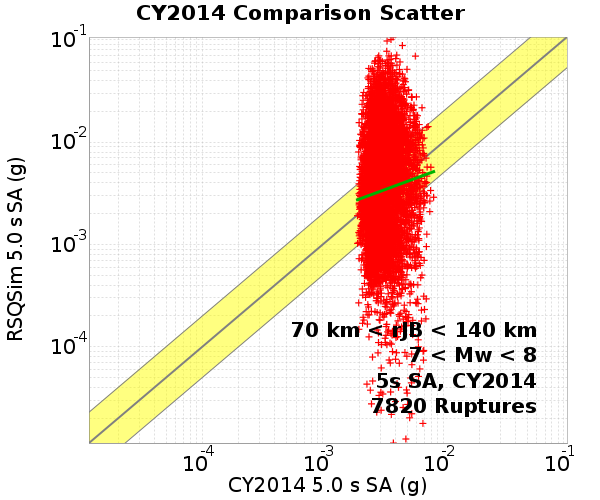 CY2014 Comparison Scatter
10-1
10-2
10-3
10-4
RSQSim 5.0 s SA (g)
70 km < rJB < 140 km
7 < Mw < 8
5s SA, CY2014
7820 Ruptures
10-4 10-3 10-2 10-1
CY2014 5.0 s SA (g)